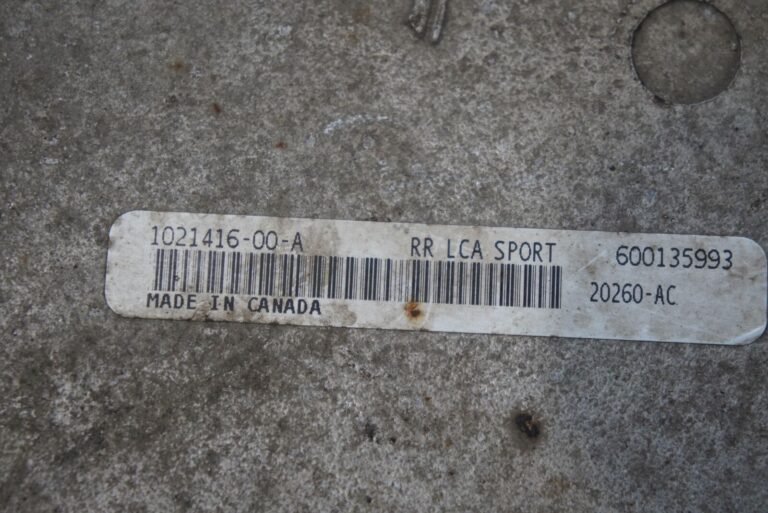 1021416-00-A RR LCA SPORT 600135993
20260-AC
MADE IN CANADA